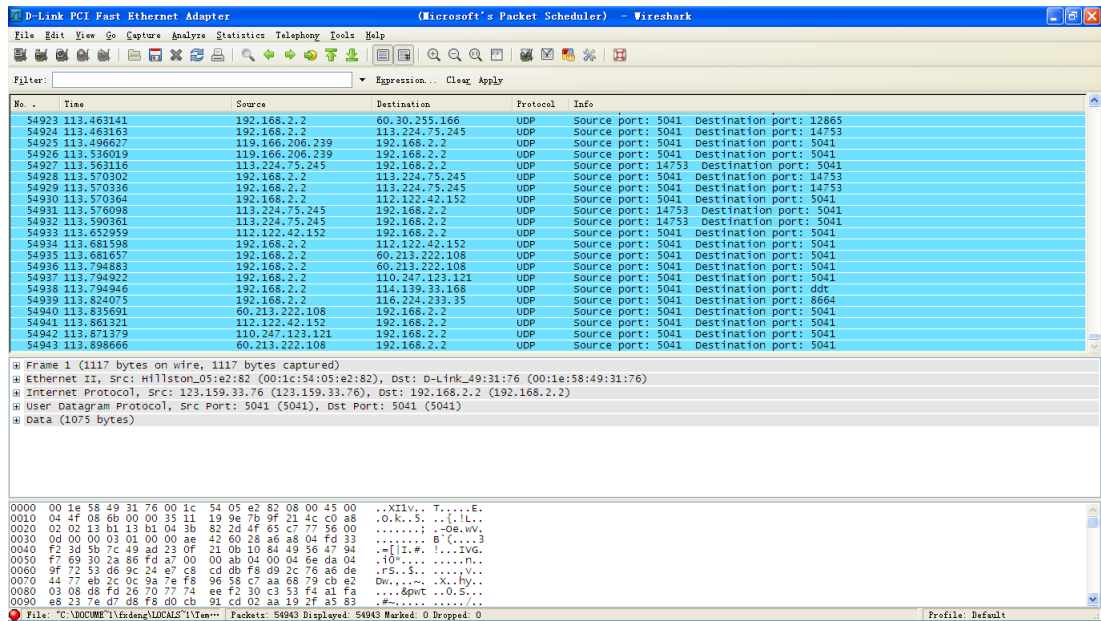 D-Link PCI Fast Ethernet Adapter (Microsoft's Packet Scheduler) - Wireshark
File Edit View Go Capture Analyze Statistics Telephony Tools Help
Filter: Expression... Clear Apply
No. . Time Source Destination Protocol Info
54923 113.463141 192.168.2.2 60.30.255.166 UDP Source port: 5041 Destination port: 12865
54924 113.463163 192.168.2.2 113.224.75.245 UDP Source port: 5041 Destination port: 14753
54925 113.496627 119.166.206.239 192.168.2.2 UDP Source port: 5041 Destination port: 5041
54926 113.536019 119.166.206.239 192.168.2.2 UDP Source port: 5041 Destination port: 5041
54927 113.563116 113.224.75.245 192.168.2.2 UDP Source port: 14753 Destination port: 5041
54928 113.570302 192.168.2.2 113.224.75.245 UDP Source port: 5041 Destination port: 14753
54929 113.570336 192.168.2.2 113.224.75.245 UDP Source port: 5041 Destination port: 14753
54930 113.570364 192.168.2.2 112.122.42.152 UDP Source port: 5041 Destination port: 5041
54931 113.576098 113.224.75.245 192.168.2.2 UDP Source port: 14753 Destination port: 5041
54932 113.590361 113.224.75.245 192.168.2.2 UDP Source port: 14753 Destination port: 5041
54933 113.652959 112.122.42.152 192.168.2.2 UDP Source port: 5041 Destination port: 5041
54934 113.681598 192.168.2.2 112.122.42.152 UDP Source port: 5041 Destination port: 5041
54935 113.681657 192.168.2.2 60.213.222.108 UDP Source port: 5041 Destination port: 5041
54936 113.794883 192.168.2.2 60.213.222.108 UDP Source port: 5041 Destination port: 5041
54937 113.794922 192.168.2.2 110.247.123.121 UDP Source port: 5041 Destination port: 5041
54938 113.794946 192.168.2.2 114.139.33.168 UDP Source port: 5041 Destination port: ddt
54939 113.824075 192.168.2.2 116.224.233.35 UDP Source port: 5041 Destination port: 8664
54940 113.835691 60.213.222.108 192.168.2.2 UDP Source port: 5041 Destination port: 5041
54941 113.861321 112.122.42.152 192.168.2.2 UDP Source port: 5041 Destination port: 5041
54942 113.871379 110.247.123.121 192.168.2.2 UDP Source port: 5041 Destination port: 5041
54943 113.898666 60.213.222.108 192.168.2.2 UDP Source port: 5041 Destination port: 5041
Frame 1 (1117 bytes on wire, 1117 bytes captured)
Ethernet II, Src: Hillston_05:e2:82 (00:1c:54:05:e2:82), Dst: D-Link_49:31:76 (00:1e:58:49:31:76)
Internet Protocol, Src: 123.159.33.76 (123.159.33.76), Dst: 192.168.2.2 (192.168.2.2)
User Datagram Protocol, Src Port: 5041 (5041), Dst Port: 5041 (5041)
Data (1075 bytes)
0000 00 1e 58 49 31 76 00 1c 54 05 e2 82 08 00 45 00 ..XI1v.. T.....E.
0010 04 4f 08 6b 00 00 35 11 19 9e 7b 9f 21 4c c0 a8 .O.k..5. ..{.!L..
0020 02 02 13 b1 13 b1 04 3b 82 2d 4f 65 c7 77 56 00 .......; .-Oe.wV.
0030 0d 00 00 03 01 00 00 ae 42 60 28 a6 a8 04 fd 33 ........ B`(....3
0040 f2 3d 5b 7c 49 ad 23 0f 21 0b 10 84 49 56 47 94 .=[|I.#. !...IVG.
0050 f7 69 30 2a 86 fd a7 00 00 ab 04 00 04 6e da 04 .i0*.... .....n..
0060 9f 72 53 d6 9c 24 e7 c8 cd db f8 d9 2c 76 a6 de .rS..$.. ....,v..
0070 44 77 eb 2c 0c 9a 7e f8 96 58 c7 aa 68 79 cb e2 Dw.,..~. .X..hy..
0080 03 08 d8 fd 26 70 77 74 ee f2 30 c3 53 f4 a1 fa ....&pwt ..0.S...
0090 e8 23 7e d7 d8 f8 d0 cb 91 cd 02 aa 19 2f a5 83 .#~..... ...../..
File: "C:\DOCUME~1\fxdeng\LOCALS~1\Tem··· Packets: 54943 Displayed: 54943 Marked: 0 Dropped: 0 Profile: Default